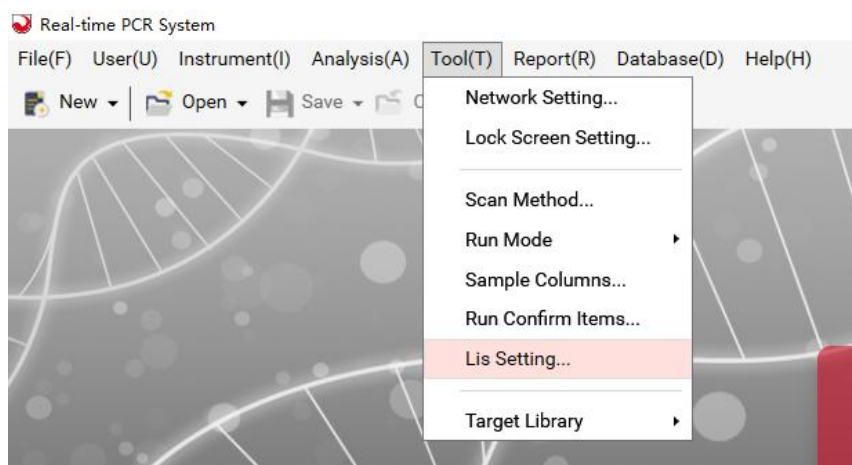 Real-time PCR System
File(F) User(U) Instrument(I) Analysis(A) Tool(T) Report(R) Database(D) Help(H)
New Open Save
Network Setting...
Lock Screen Setting...
Scan Method...
Run Mode
Sample Columns...
Run Confirm Items...
Lis Setting...
Target Library